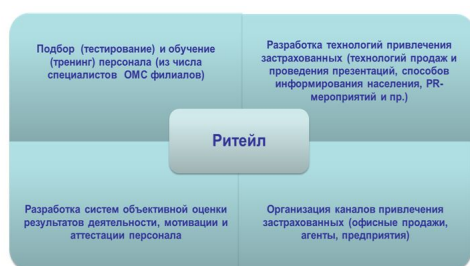 Подбор (тестирование) и обучение
(тренинг) персонала (из числа
специалистов ОМС филиалов)
Разработка технологий привлечения
застрахованных (технологий продаж и
проведения презентаций, способов
информирования населения, PR-
мероприятий и пр.)
Ритейл
Разработка систем объективной оценки
результатов деятельности, мотивации и
аттестации персонала
Организация каналов привлечения
застрахованных (офисные продажи,
агенты, предприятия)